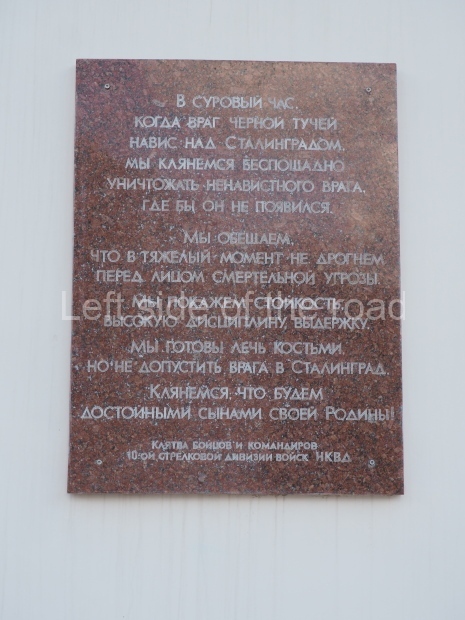 В СУРОВЫЙ ЧАС,
КОГДА ВРАГ ЧЕРНОЙ ТУЧЕЙ
НАВИС НАД СТАЛИНГРАДОМ,
МЫ КЛЯНЕМСЯ БЕСПОЩАДНО
УНИЧТОЖАТЬ НЕНАВИСТНОГО ВРАГА,
ГДЕ БЫ ОН НЕ ПОЯВИЛСЯ.
МЫ ОБЕЩАЕМ,
ЧТО В ТЯЖЕЛЫЙ МОМЕНТ НЕ ДРОГНЕМ
ПЕРЕД ЛИЦОМ СМЕРТЕЛЬНОЙ УГРОЗЫ.
Left side of the road
МЫ ПОКАЖЕМ СТОЙКОСТЬ,
ВЫСОКУЮ ДИСЦИПЛИНУ, ВЫДЕРЖКУ.
МЫ ГОТОВЫ ЛЕЧЬ КОСТЬМИ,
НО НЕ ДОПУСТИТЬ ВРАГА В СТАЛИНГРАД.
КЛЯНЕМСЯ, ЧТО БУДЕМ
ДОСТОЙНЫМИ СЫНАМИ СВОЕЙ РОДИНЫ!
КЛЯТВА БОЙЦОВ И КОМАНДИРОВ
10-ОЙ СТРЕЛКОВОЙ ДИВИЗИИ ВОЙСК НКВД